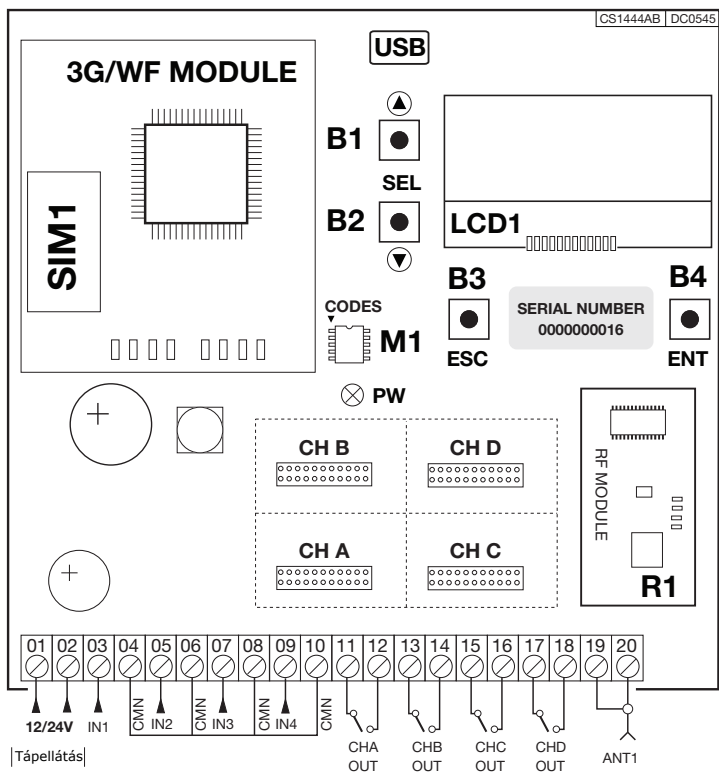 CS1444AB DC0545
USB
3G/WF MODULE
B1
SEL
SIM1
B2
LCD1
B3
B4
CODES
SERIAL NUMBER
0000000016
M1
ESC
ENT
PW
CH B
CH D
RF MODULE
CH A
CH C
R1
01 02 03 04 05 06 07 08 09 10 11 12 13 14 15 16 17 18 19 20
12/24V IN1 CMN IN2 CMN IN3 CMN IN4 CMN
CHA CHB CHC CHD ANT1
OUT OUT OUT OUT
Tápellátás